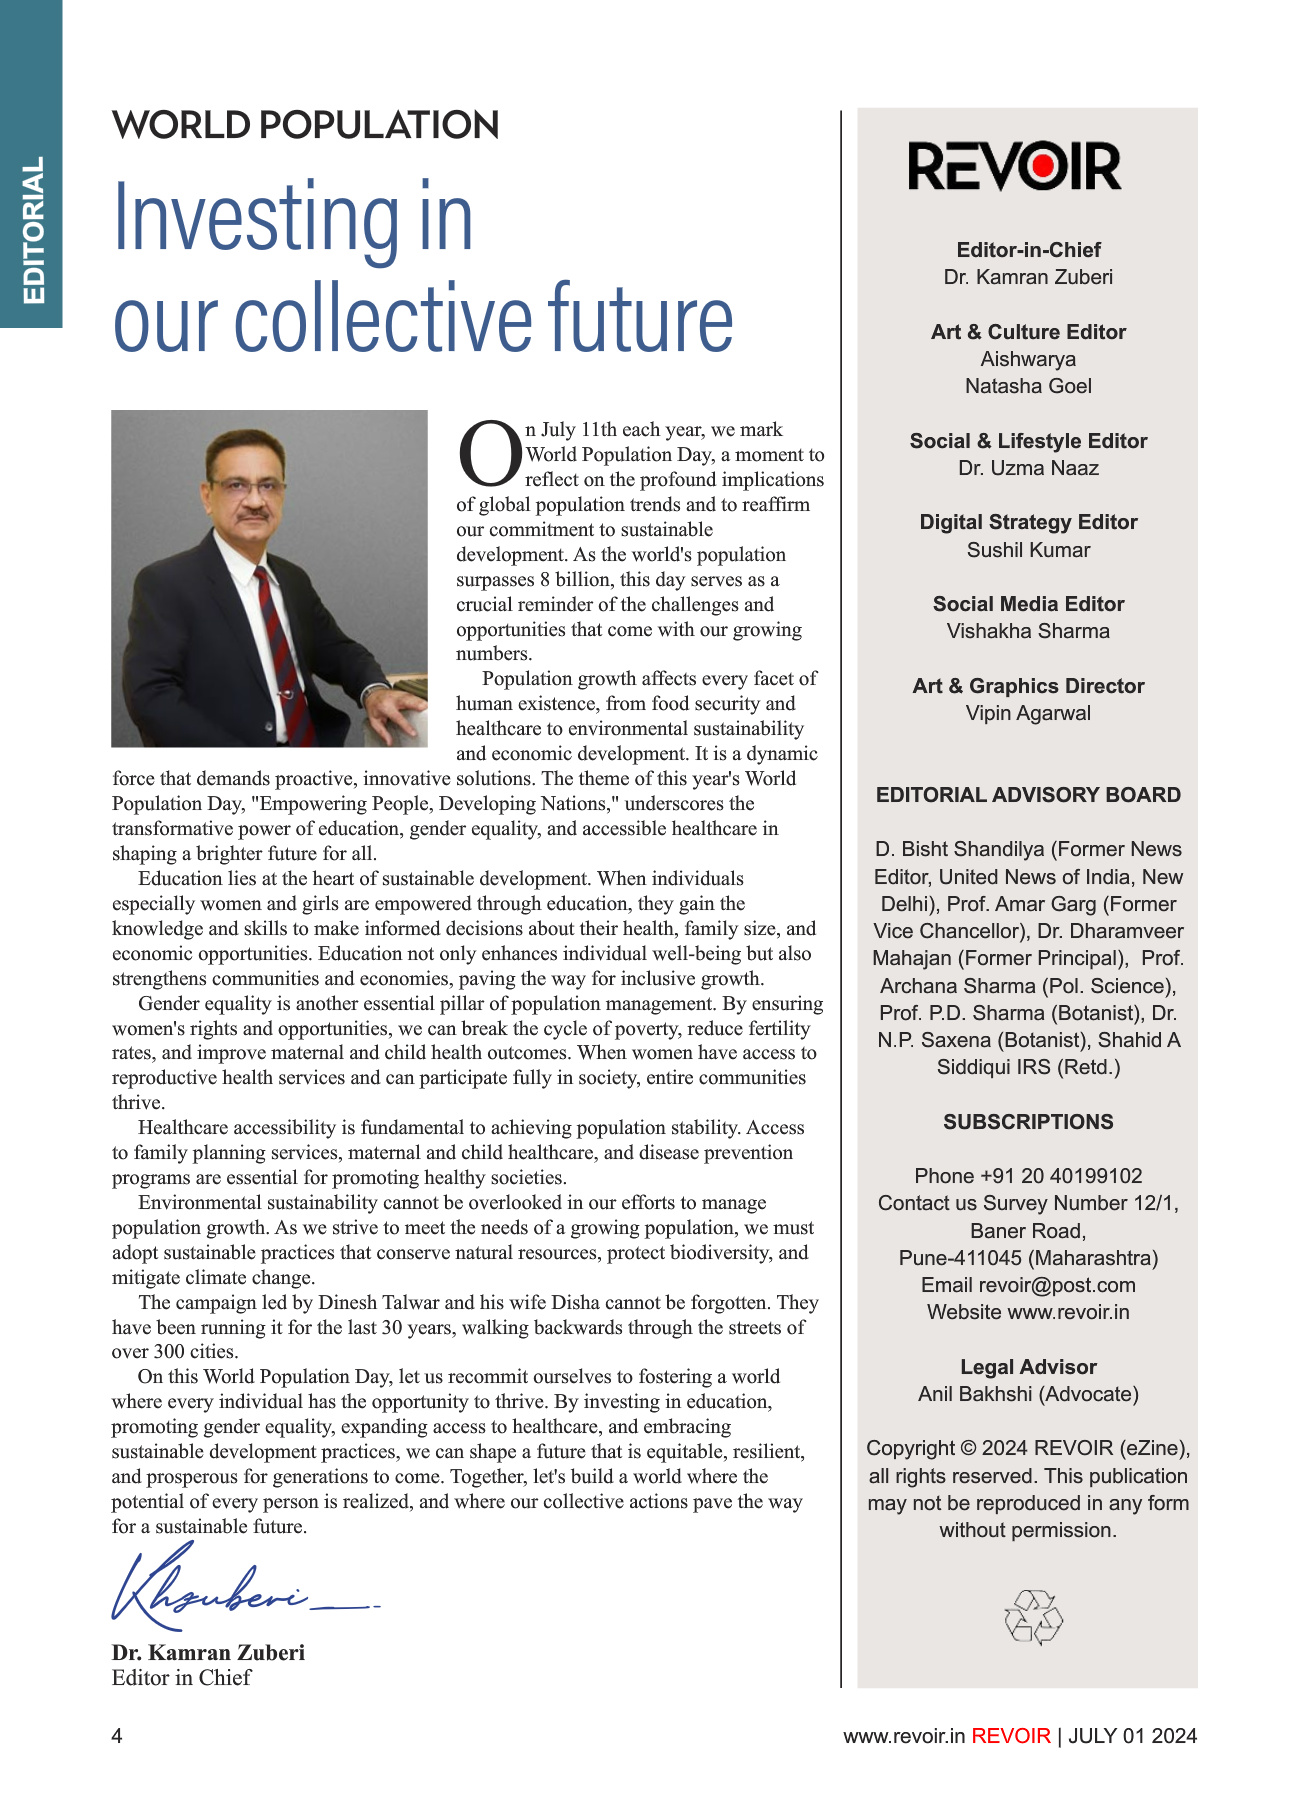 EDITORIAL
WORLD POPULATION
Investing in
our collective future
On July 11th each year, we mark
World Population Day, a moment to
reflect on the profound implications
of global population trends and to reaffirm
our commitment to sustainable
development. As the world's population
surpasses 8 billion, this day serves as a
crucial reminder of the challenges and
opportunities that come with our growing
numbers.
Population growth affects every facet of
human existence, from food security and
healthcare to environmental sustainability
and economic development. It is a dynamic
force that demands proactive, innovative solutions. The theme of this year's World
Population Day, "Empowering People, Developing Nations," underscores the
transformative power of education, gender equality, and accessible healthcare in
shaping a brighter future for all.
Education lies at the heart of sustainable development. When individuals
especially women and girls are empowered through education, they gain the
knowledge and skills to make informed decisions about their health, family size, and
economic opportunities. Education not only enhances individual well-being but also
strengthens communities and economies, paving the way for inclusive growth.
Gender equality is another essential pillar of population management. By ensuring
women's rights and opportunities, we can break the cycle of poverty, reduce fertility
rates, and improve maternal and child health outcomes. When women have access to
reproductive health services and can participate fully in society, entire communities
thrive.
Healthcare accessibility is fundamental to achieving population stability. Access
to family planning services, maternal and child healthcare, and disease prevention
programs are essential for promoting healthy societies.
Environmental sustainability cannot be overlooked in our efforts to manage
population growth. As we strive to meet the needs of a growing population, we must
adopt sustainable practices that conserve natural resources, protect biodiversity, and
mitigate climate change.
The campaign led by Dinesh Talwar and his wife Disha cannot be forgotten. They
have been running it for the last 30 years, walking backwards through the streets of
over 300 cities.
On this World Population Day, let us recommit ourselves to fostering a world
where every individual has the opportunity to thrive. By investing in education,
promoting gender equality, expanding access to healthcare, and embracing
sustainable development practices, we can shape a future that is equitable, resilient,
and prosperous for generations to come. Together, let's build a world where the
potential of every person is realized, and where our collective actions pave the way
for a sustainable future.
Khzuberi
Dr. Kamran Zuberi
Editor in Chief
REVOIR
Editor-in-Chief
Dr. Kamran Zuberi
Art & Culture Editor
Aishwarya
Natasha Goel
Social & Lifestyle Editor
Dr. Uzma Naaz
Digital Strategy Editor
Sushil Kumar
Social Media Editor
Vishakha Sharma
Art & Graphics Director
Vipin Agarwal
EDITORIAL ADVISORY BOARD
D. Bisht Shandilya (Former News
Editor, United News of India, New
Delhi), Prof. Amar Garg (Former
Vice Chancellor), Dr. Dharamveer
Mahajan (Former Principal), Prof.
Archana Sharma (Pol. Science),
Prof. P.D. Sharma (Botanist), Dr.
N.P. Saxena (Botanist), Shahid A
Siddiqui IRS (Retd.)
SUBSCRIPTIONS
Phone +91 20 40199102
Contact us Survey Number 12/1,
Baner Road,
Pune-411045 (Maharashtra)
Email revoir@post.com
Website www.revoir.in
Legal Advisor
Anil Bakhshi (Advocate)
Copyright © 2024 REVOIR (eZine),
all rights reserved. This publication
may not be reproduced in any form
without permission.
4
www.revoir.in REVOIR | JULY 01 2024